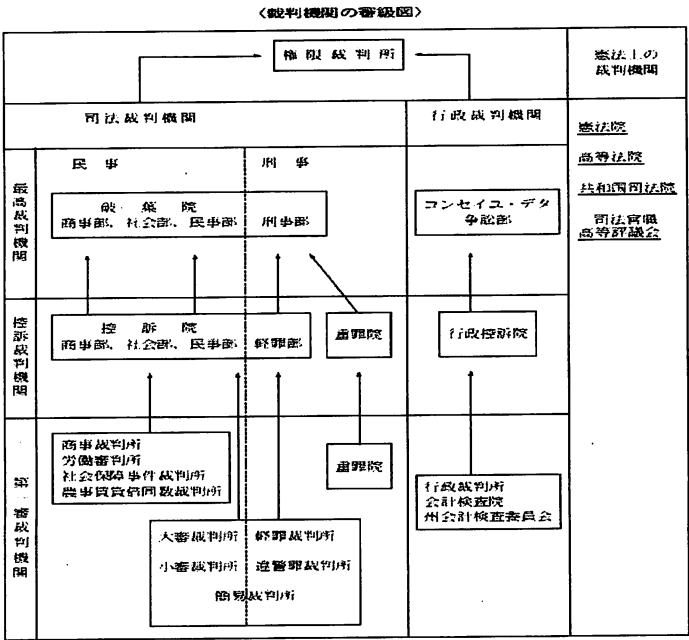 〈裁判機関の審級図〉
権限裁判所
憲法上の
裁判機関
司法裁判機関
行政裁判機関
憲法院
高等法院
共和国司法院
司法官職
高等評議会
最高裁判機関
民事
刑事
破棄院
商事部、社会部、民事部
刑事部
コンセイユ・デタ
争訟部
控訴裁判機関
控訴院
商事部、社会部、民事部
軽罪部
重罪院
行政控訴院
第一審裁判機関
商事裁判所
労働審判所
社会保障事件裁判所
農事賃貸借同数裁判所
重罪院
行政裁判所
会計検査院
州会計検査委員会
大審裁判所
軽罪裁判所
小審裁判所
違警罪裁判所
簡易裁判所